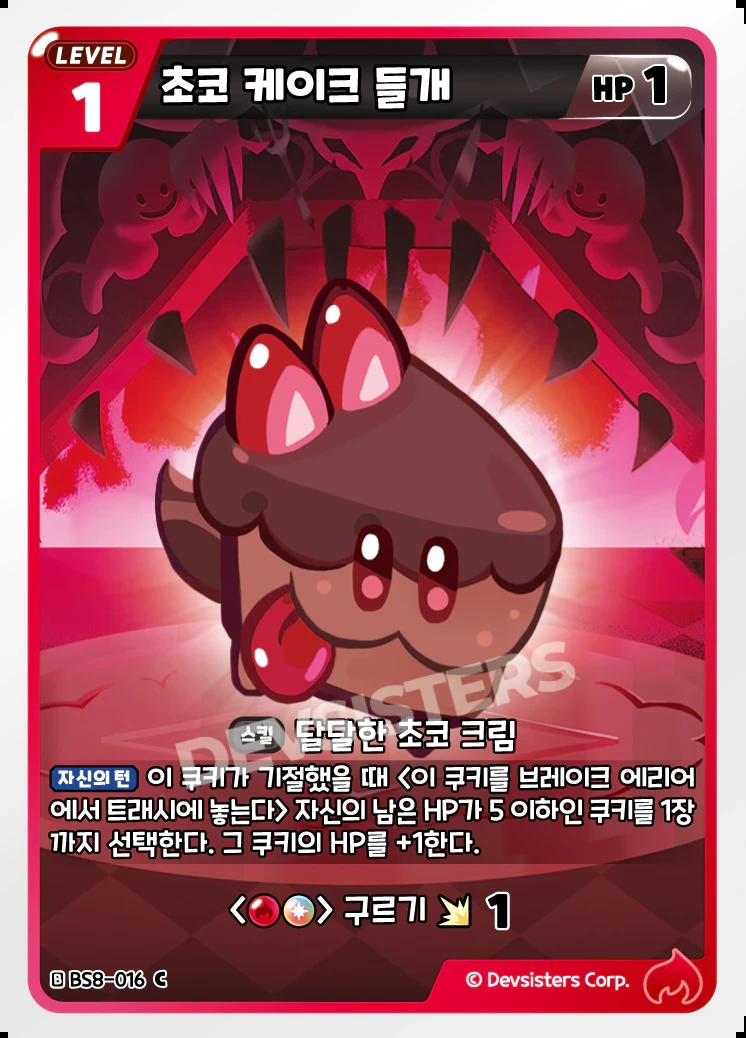 LEVEL
1
초코 케이크 들개
HP 1
DEVSISTERS
DEVSISTERS
스킬 달달한 초코 크림
자신의 턴 이 쿠키가 기절했을 때 <이 쿠키를 브레이크 에리어
에서 트래시에 놓는다> 자신의 남은 HP가 5 이하인 쿠키를 1장
까지 선택한다. 그 쿠키의 HP를 +1한다.
< > 구르기 1
B BS8-016 C
© Devsisters Corp.